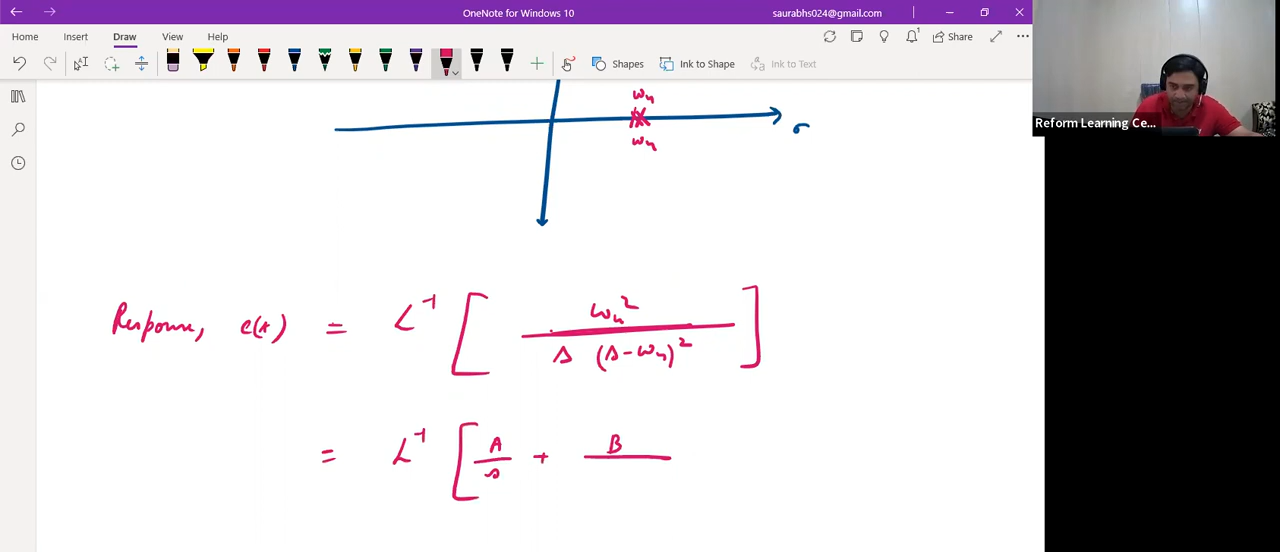 OneNote for Windows 10
saurabhs024@gmail.com
Home Insert Draw View Help
Share
Shapes Ink to Shape Ink to Text
Reform Learning Ce...
ωn
ωn
σ
Response, c(t) = L⁻¹ [ ωn² / s (s-ωn)² ]
= L⁻¹ [ A/s + B